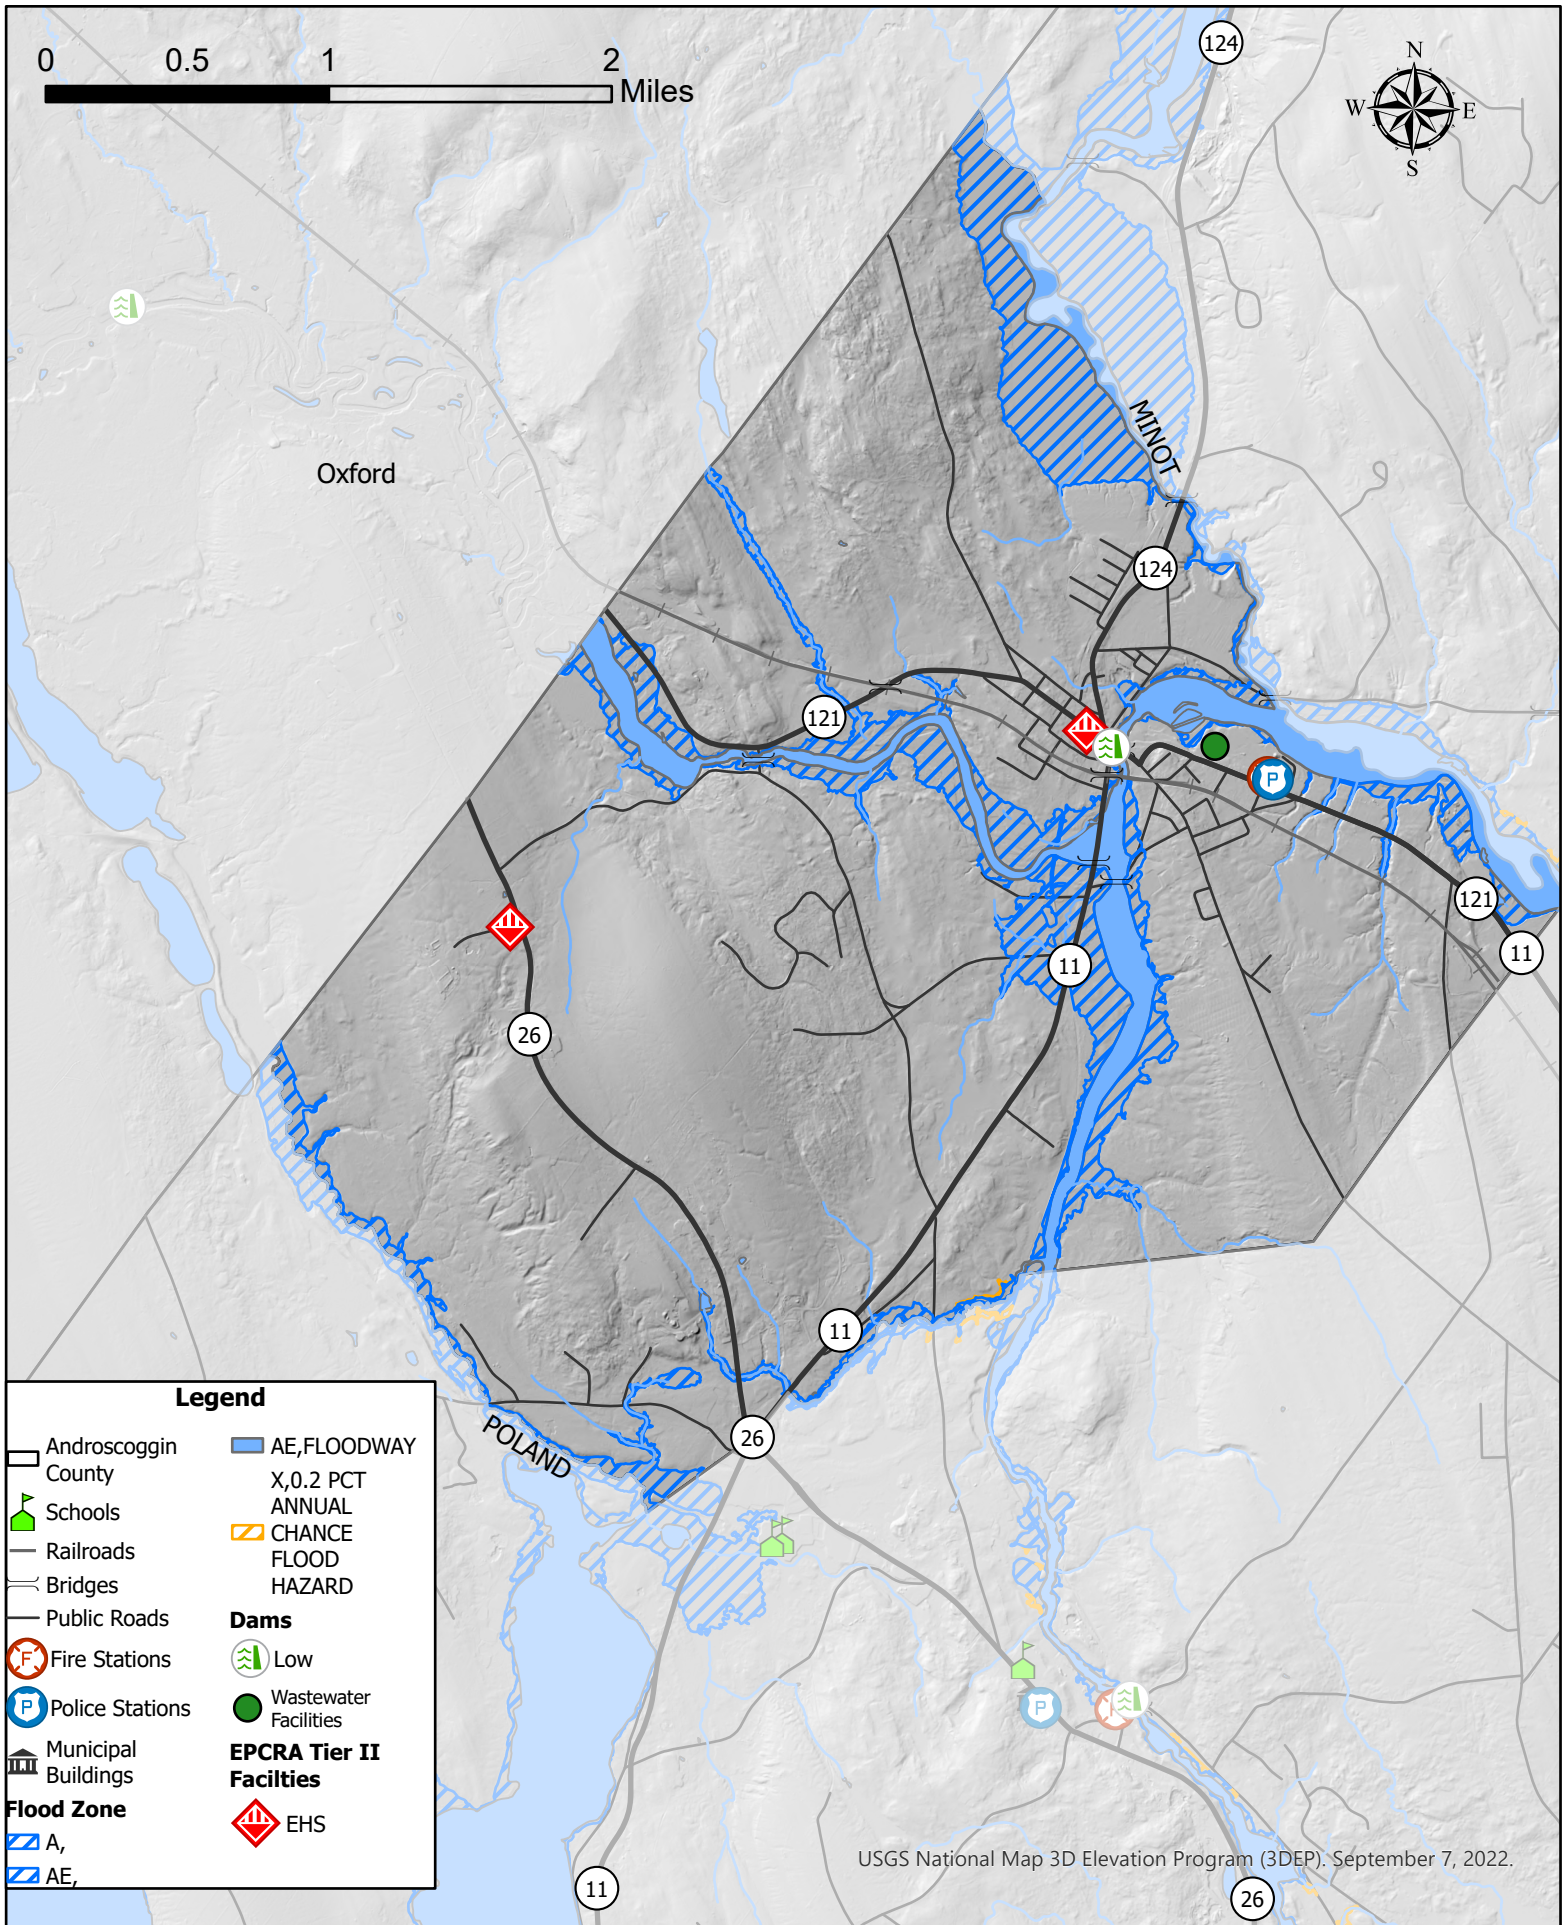 0 0.5 1 2
Miles
124
N
W E
S
Oxford
MINOT
124
121
P
121
11
11
26
11
26
POLAND
P
F
11
26
Legend
Androscoggin
County
Schools
Railroads
Bridges
Public Roads
F Fire Stations
P Police Stations
Municipal
Buildings
Flood Zone
A,
AE,
AE,FLOODWAY
X,0.2 PCT
ANNUAL
CHANCE
FLOOD
HAZARD
Dams
Low
Wastewater
Facilities
EPCRA Tier II
Facilties
EHS
USGS National Map 3D Elevation Program (3DEP). September 7, 2022.